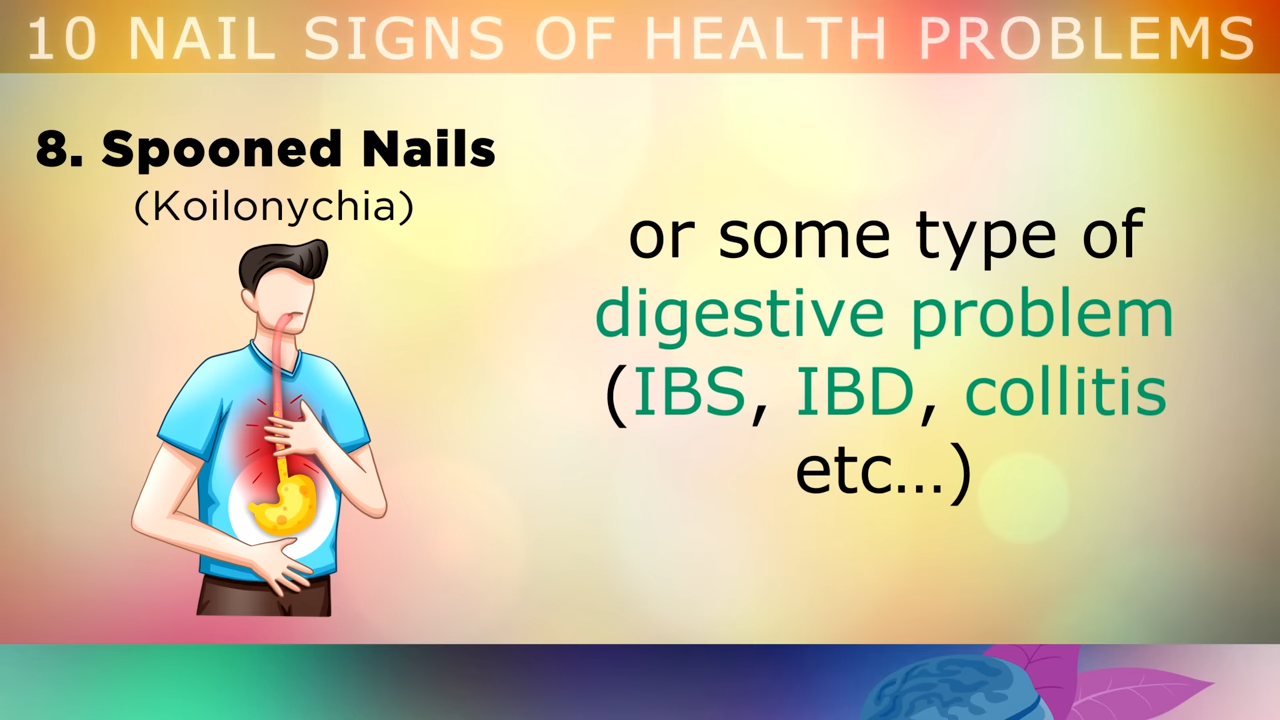 10 NAIL SIGNS OF HEALTH PROBLEMS
8. Spooned Nails
(Koilonychia)
or some type of
digestive problem
(IBS, IBD, collitis
etc...)